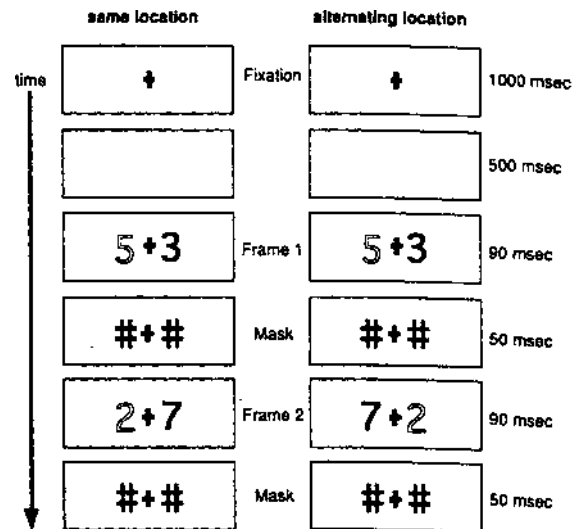 same location alternating location
time + Fixation + 1000 msec
500 msec
5+3 Frame 1 5+3 90 msec
#+# Mask #+# 50 msec
2+7 Frame 2 7+2 90 msec
#+# Mask #+# 50 msec